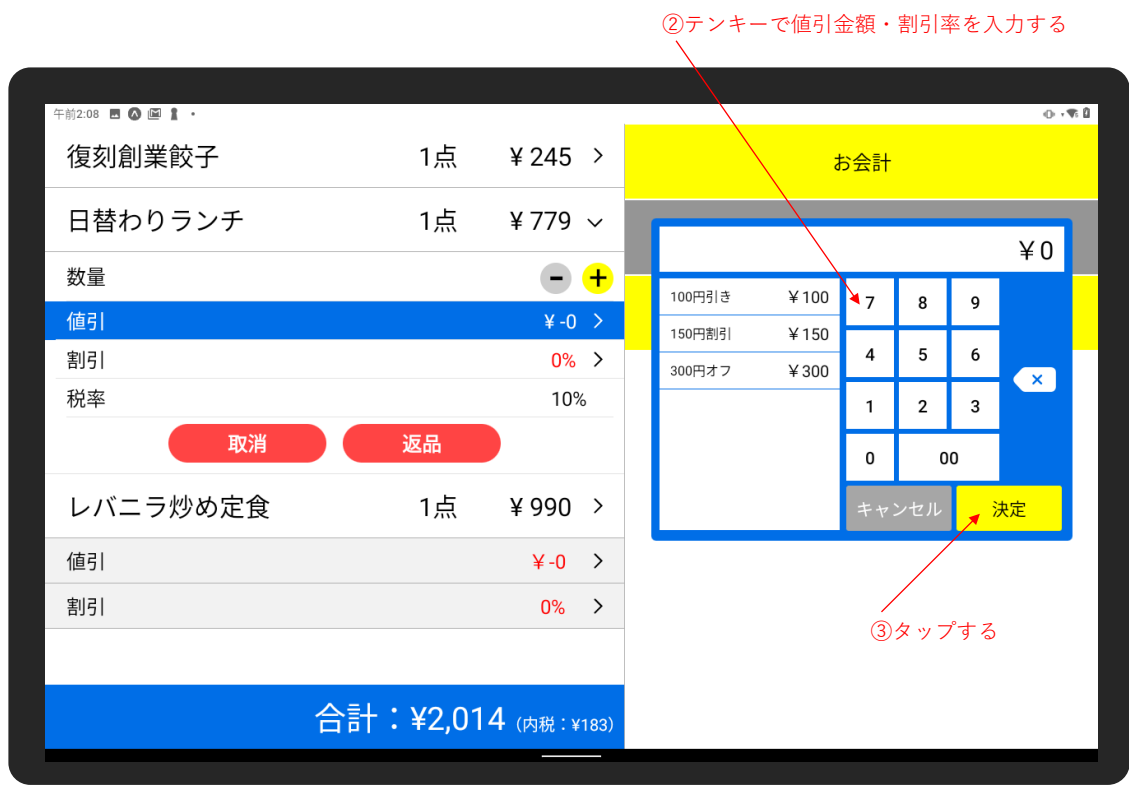 ②テンキーで値引金額・割引率を入力する
午前2:08
復刻創業餃子 1点 ¥ 245
日替わりランチ 1点 ¥ 779
数量
値引 ¥ -0
割引 0%
税率 10%
取消 返品
レバニラ炒め定食 1点 ¥ 990
値引 ¥ -0
割引 0%
合計：¥2,014 (内税：¥183)
お会計
¥0
100円引き ¥100
150円割引 ¥150
300円オフ ¥300
7 8 9
4 5 6
1 2 3
0 00
キャンセル 決定
③タップする